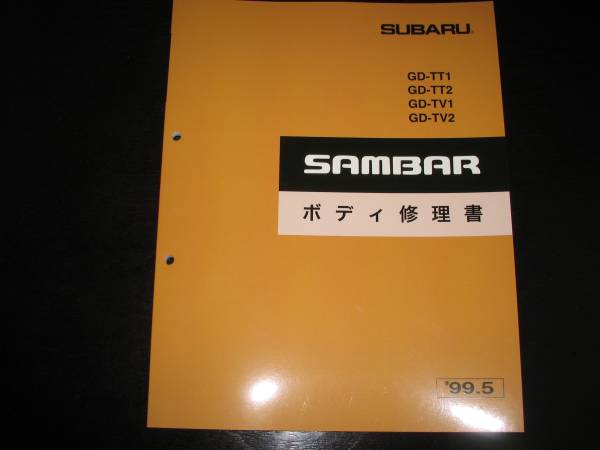 SUBARU
GD-TT1
GD-TT2
GD-TV1
GD-TV2
SAMBAR
ボディ修理書
'99.5